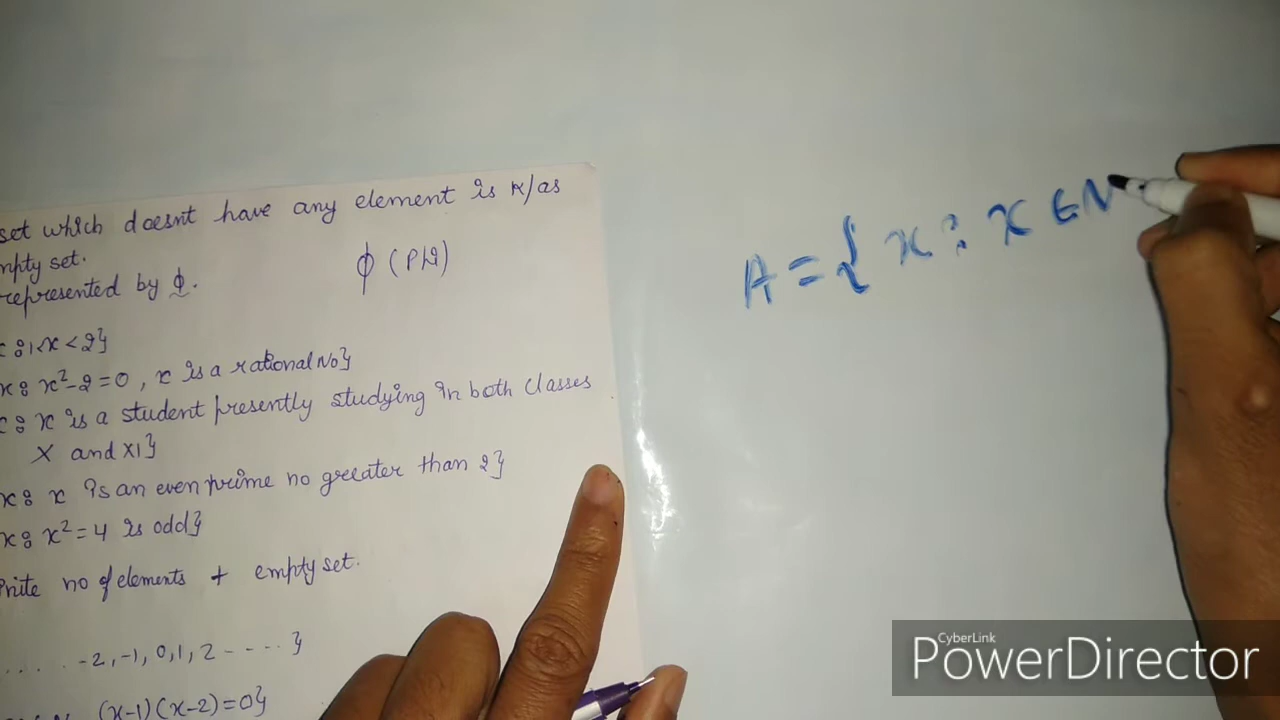 set which doesnt have any element is K/as
mpty set.
represented by ϕ.
ϕ (Phi)
: 1<x<2}
x: x²-2=0, x is a rational No}
: x is a student presently studying in both classes
X and XI}
x: x is an even prime no greater than 2}
x: x²=4 is odd}
finite no of elements + empty set.
..... -2, -1, 0, 1, 2 - - - - }
(x-1)(x-2)=0}
A = { x : x ∈ N
CyberLink
PowerDirector